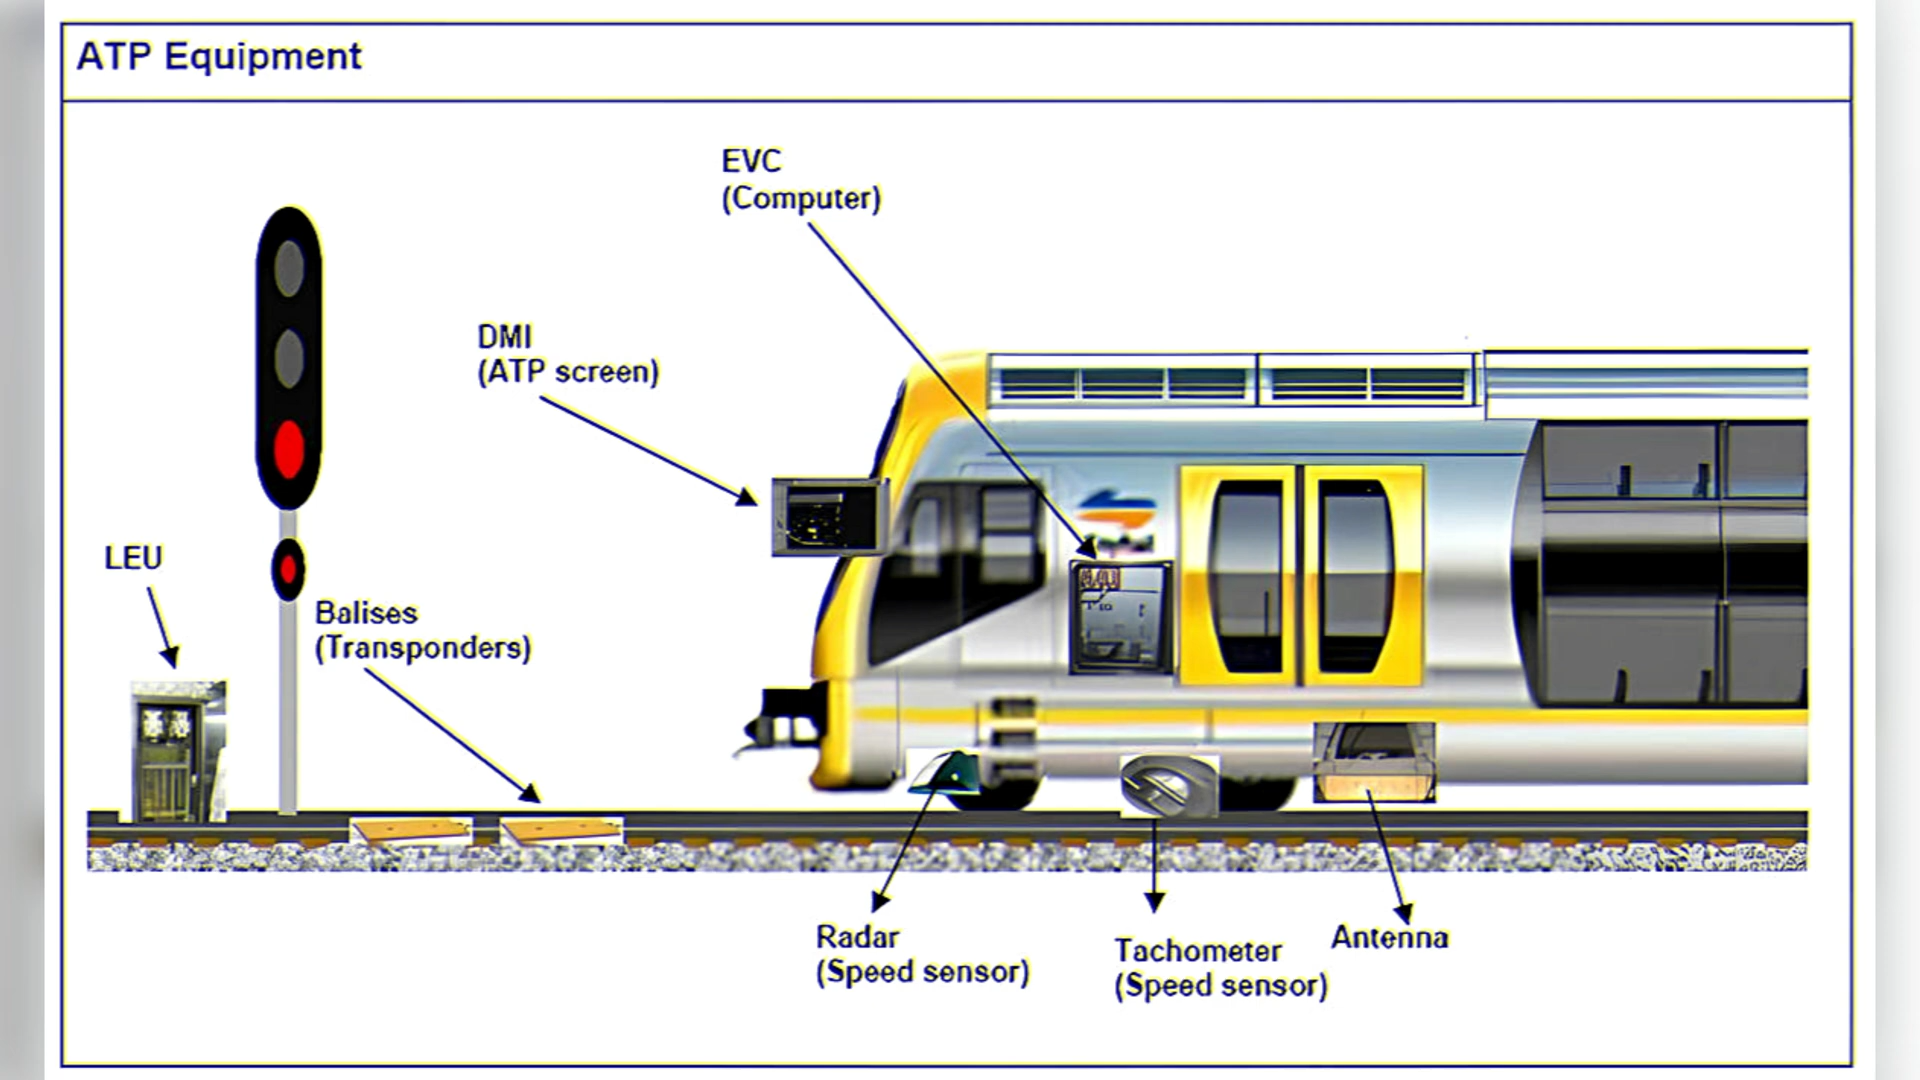 ATP Equipment
EVC
(Computer)
DMI
(ATP screen)
LEU
Balises
(Transponders)
Radar
(Speed sensor)
Tachometer
(Speed sensor)
Antenna